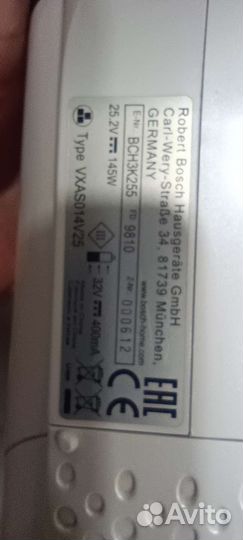 Robert Bosch Hausgeräte GmbH
Carl-Wery-Straße 34, 81739 München,
GERMANY
www.bosch-home.com
E-Nr. BCH3K255 FD 9810 Z-Nr. 000612
25.2V 145W
32V 400mA
Type VXAS014V25
EAC
CE
Avito